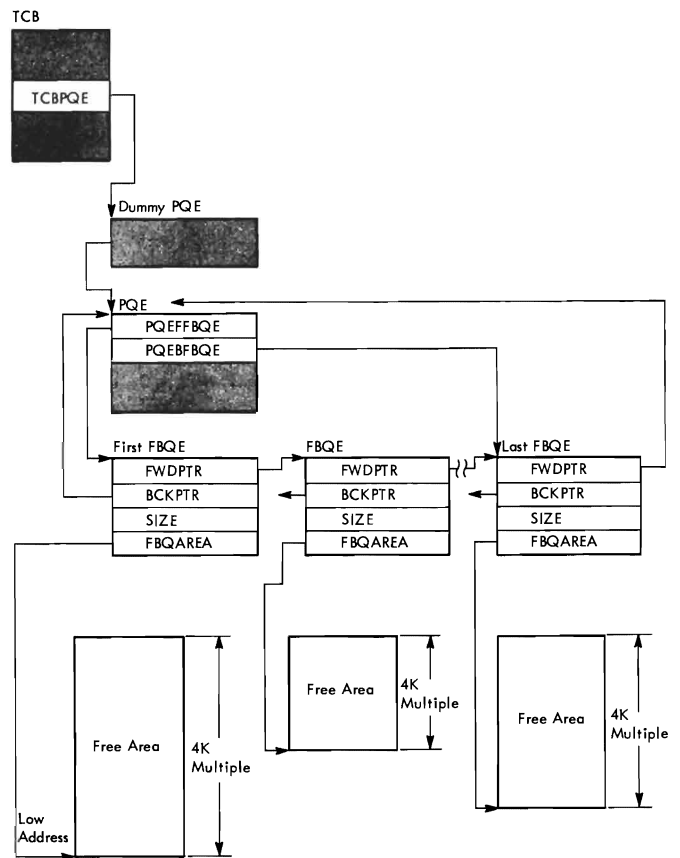 TCB
TCBPQE
Dummy PQE
PQE
PQEFFBQE
PQEBFBQE
First FBQE
FWDPTR
BCKPTR
SIZE
FBQAREA
FBQE
FWDPTR
BCKPTR
SIZE
FBQAREA
Last FBQE
FWDPTR
BCKPTR
SIZE
FBQAREA
Free Area
4K
Multiple
Free Area
4K
Multiple
Free Area
4K
Multiple
Low
Address